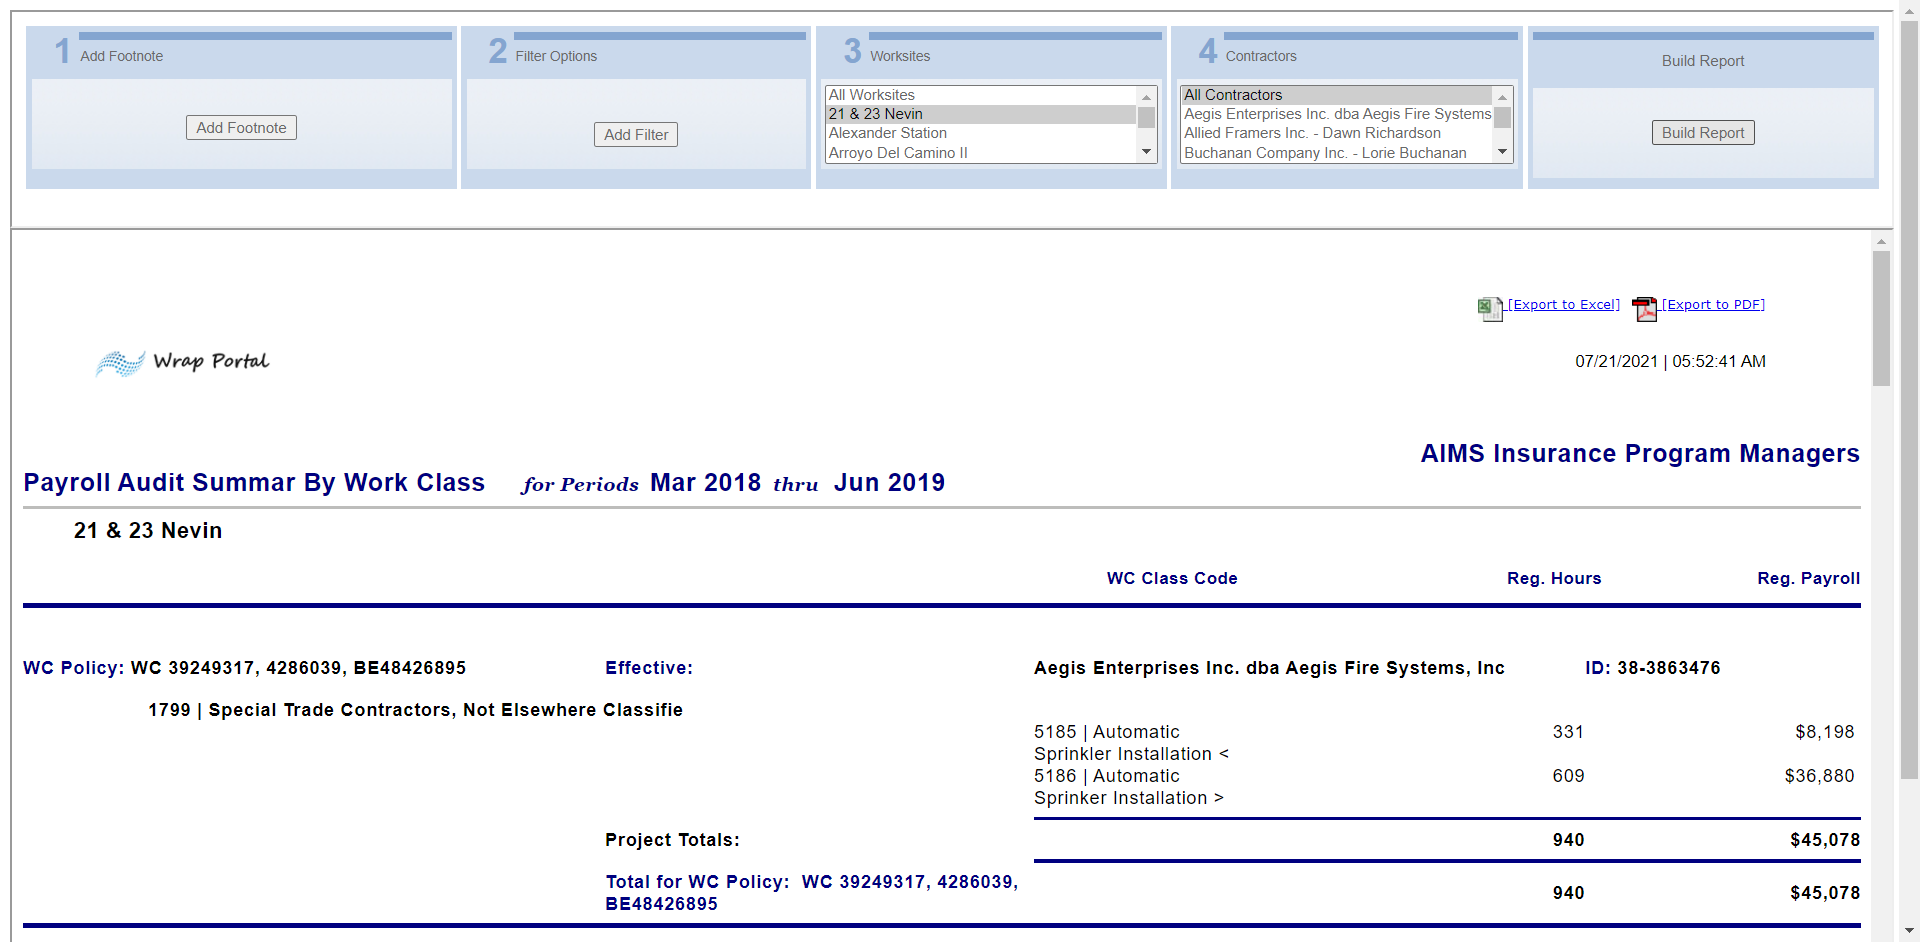 1 Add Footnote
Add Footnote
2 Filter Options
Add Filter
3 Worksites
All Worksites
21 & 23 Nevin
Alexander Station
Arroyo Del Camino II
4 Contractors
All Contractors
Aegis Enterprises Inc. dba Aegis Fire Systems
Allied Framers Inc. - Dawn Richardson
Buchanan Company Inc. - Lorie Buchanan
Build Report
Build Report
[Export to Excel] [Export to PDF]
Wrap Portal
07/21/2021 | 05:52:41 AM
AIMS Insurance Program Managers
Payroll Audit Summar By Work Class for Periods Mar 2018 thru Jun 2019
21 & 23 Nevin
WC Class Code Reg. Hours Reg. Payroll
WC Policy: WC 39249317, 4286039, BE48426895 Effective: Aegis Enterprises Inc. dba Aegis Fire Systems, Inc ID: 38-3863476
1799 | Special Trade Contractors, Not Elsewhere Classifie
5185 | Automatic 331 $8,198
Sprinkler Installation <
5186 | Automatic 609 $36,880
Sprinker Installation >
Project Totals: 940 $45,078
Total for WC Policy: WC 39249317, 4286039,
BE48426895 940 $45,078